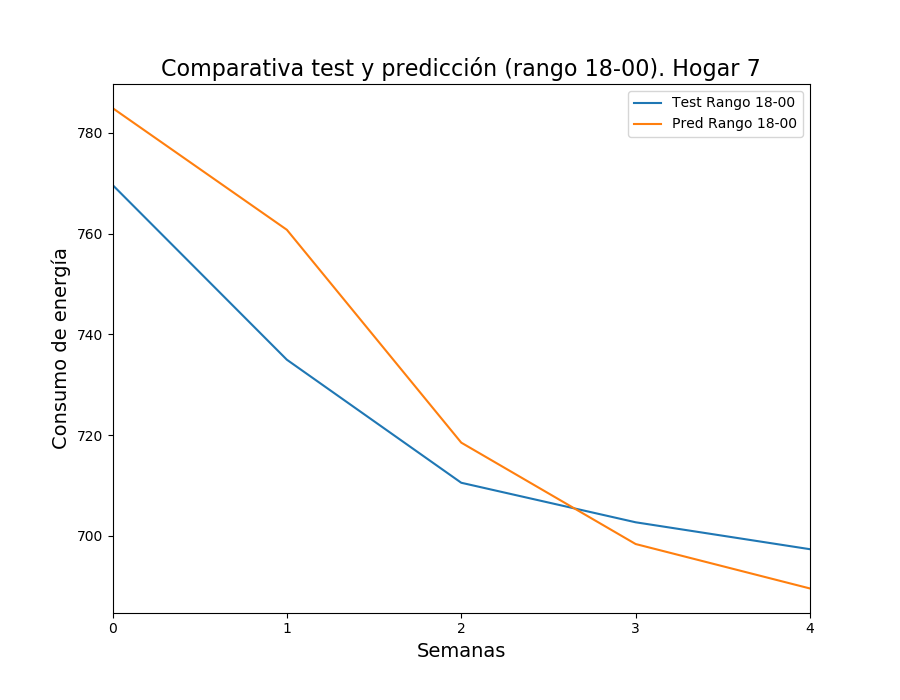 Comparativa test y predicción (rango 18-00). Hogar 7
Test Rango 18-00
Pred Rango 18-00
Consumo de energía
780
760
740
720
700
0 1 2 3 4
Semanas